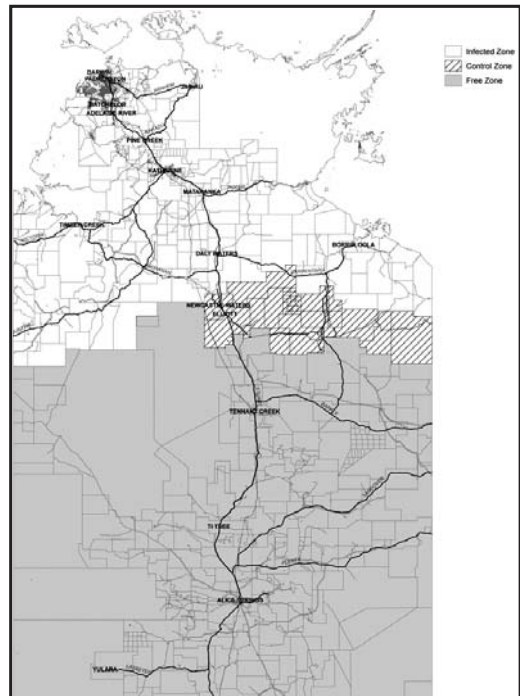 Infected Zone
Control Zone
Free Zone
DARWIN
PALMERSTON
JABIRU
BATCHELOR
ADELAIDE RIVER
PINE CREEK
KATHERINE
MATARANKA
TIMBER CREEK
DALY WATERS
BORROLOOLA
NEWCASTLE WATERS
ELLIOTT
TENNANT CREEK
TI TREE
ALICE SPRINGS
YULARA